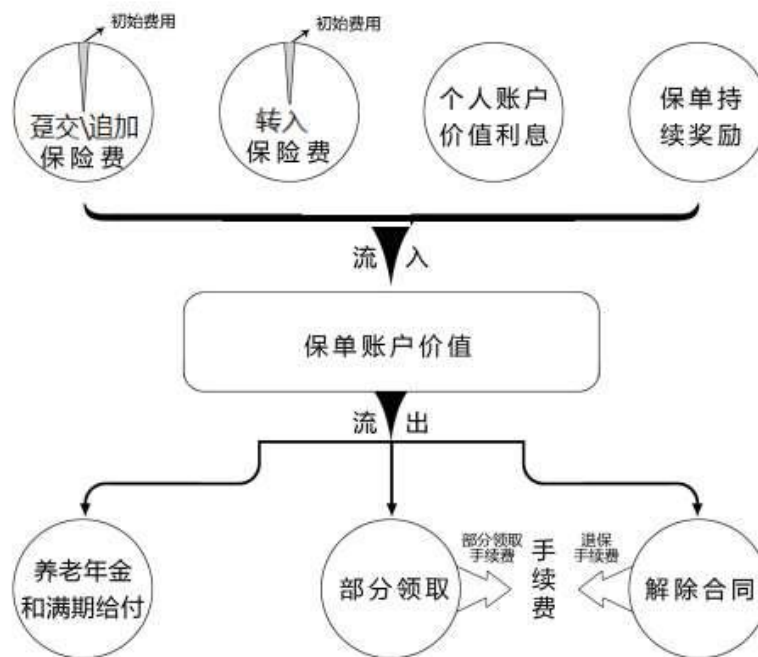 初始费用
初始费用
趸交\追加
保险费
转入
保险费
个人账户
价值利息
保单持
续奖励
流入
保单账户价值
流出
养老年金
和满期给付
部分领取
部分领取
手续费
手续费
退保
手续费
解除合同